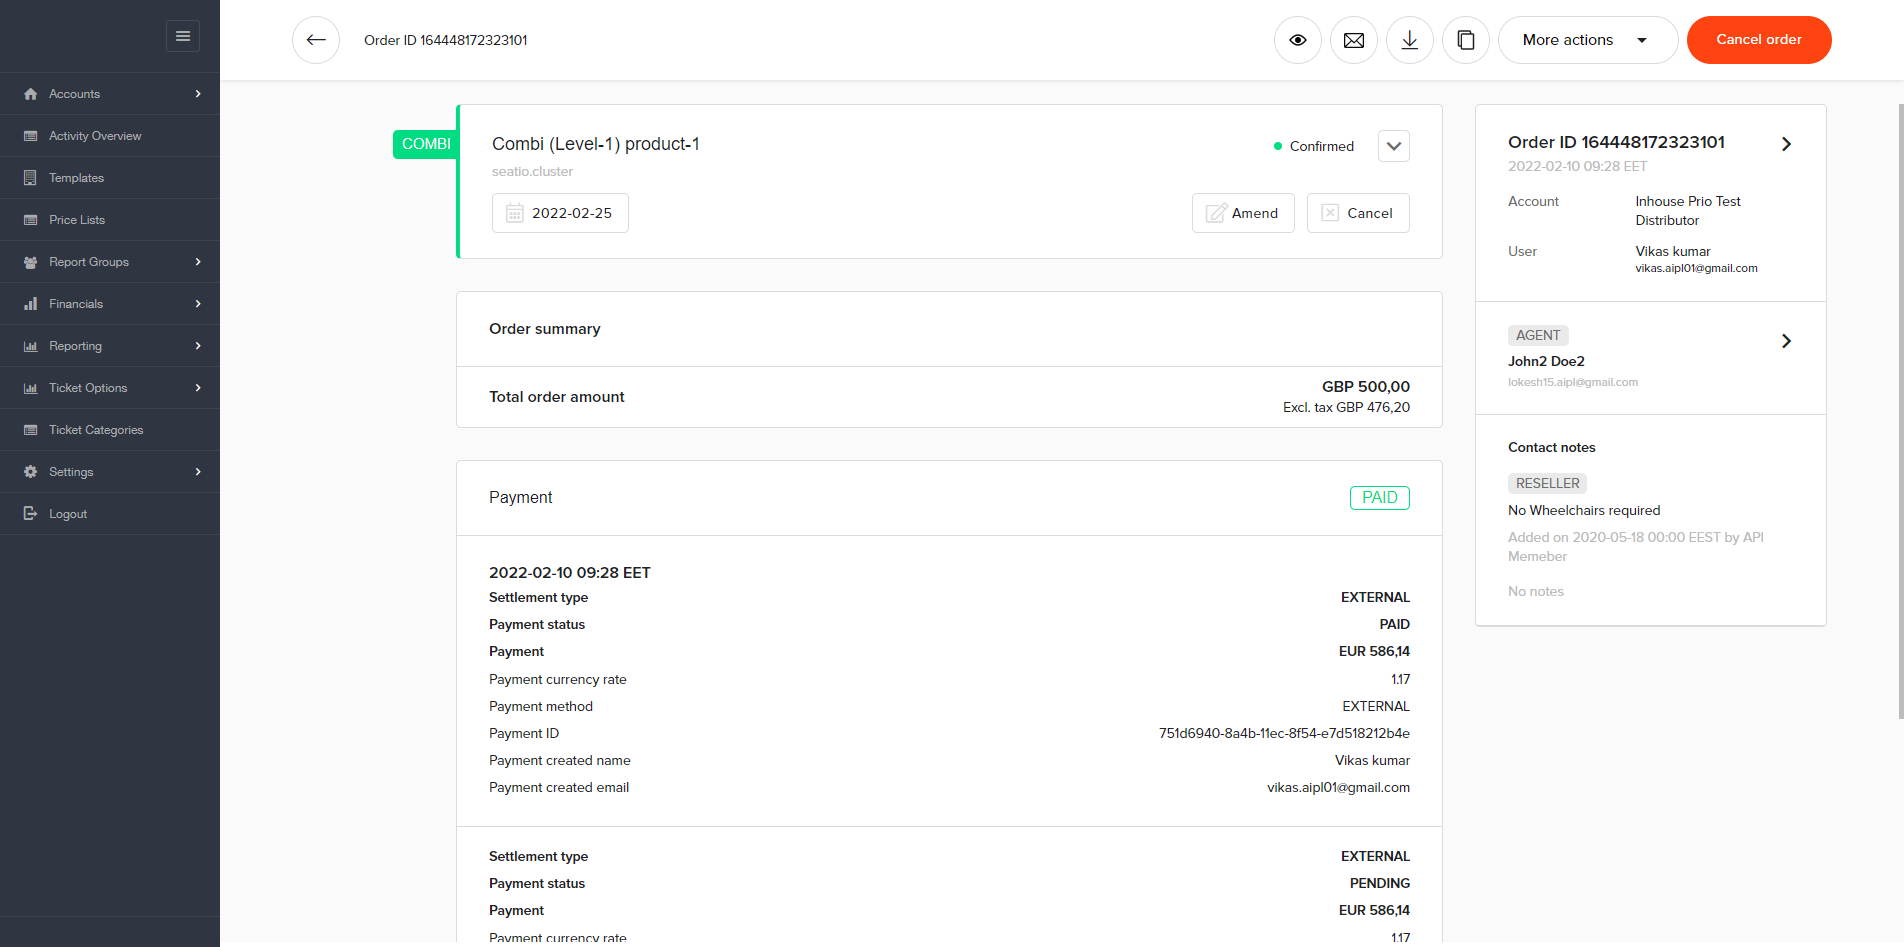 Order ID 164448172323101
More actions
Cancel order
Accounts
Activity Overview
Templates
Price Lists
Report Groups
Financials
Reporting
Ticket Options
Ticket Categories
Settings
Logout
COMBI
Combi (Level-1) product-1
Confirmed
seatio.cluster
2022-02-25
Amend
Cancel
Order summary
Total order amount
GBP 500,00
Excl. tax GBP 476,20
Payment
PAID
2022-02-10 09:28 EET
Settlement type EXTERNAL
Payment status PAID
Payment EUR 586,14
Payment currency rate 1.17
Payment method EXTERNAL
Payment ID 751d6940-8a4b-11ec-8f54-e7d518212b4e
Payment created name Vikas kumar
Payment created email vikas.aipl01@gmail.com
Settlement type EXTERNAL
Payment status PENDING
Payment EUR 586,14
Payment currency rate 1.17
Order ID 164448172323101
2022-02-10 09:28 EET
Account Inhouse Prio Test
Distributor
User Vikas kumar
vikas.aipl01@gmail.com
AGENT
John2 Doe2
lokesh15.aipl@gmail.com
Contact notes
RESELLER
No Wheelchairs required
Added on 2020-05-18 00:00 EEST by API
Memeber
No notes